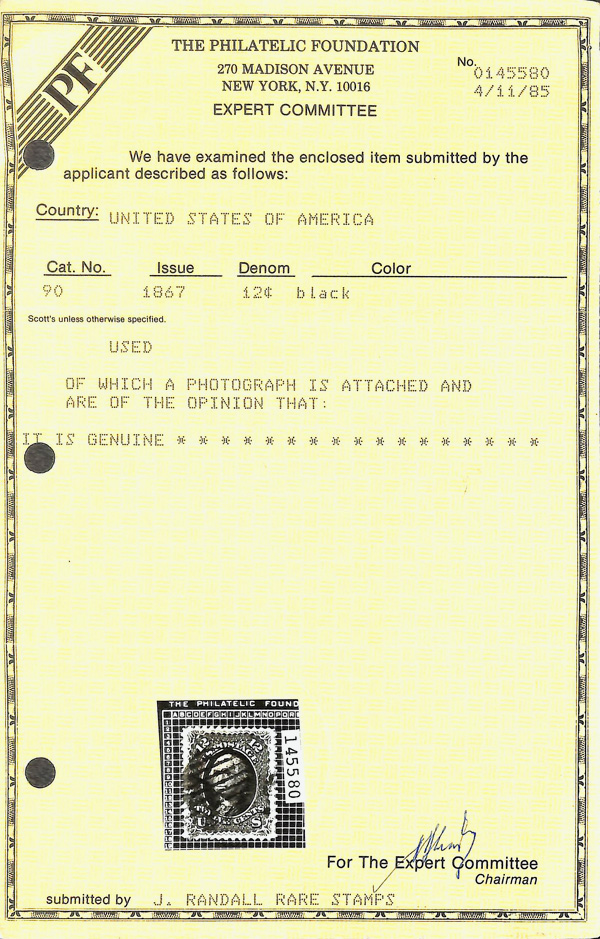 PF
THE PHILATELIC FOUNDATION
270 MADISON AVENUE
NEW YORK, N.Y. 10016
EXPERT COMMITTEE
No. 0145580
4/11/85
We have examined the enclosed item submitted by the
applicant described as follows:
Country: UNITED STATES OF AMERICA
Cat. No. Issue Denom Color
90 1867 12¢ black
Scott's unless otherwise specified.
USED
OF WHICH A PHOTOGRAPH IS ATTACHED AND
ARE OF THE OPINION THAT:
IT IS GENUINE * * * * * * * * * * * * * * * * *
THE PHILATELIC FOUND
ABCDEFGHIJKLMNOPQR
145580
12 12
U S
For The Expert Committee
Chairman
submitted by J. RANDALL RARE STAMPS